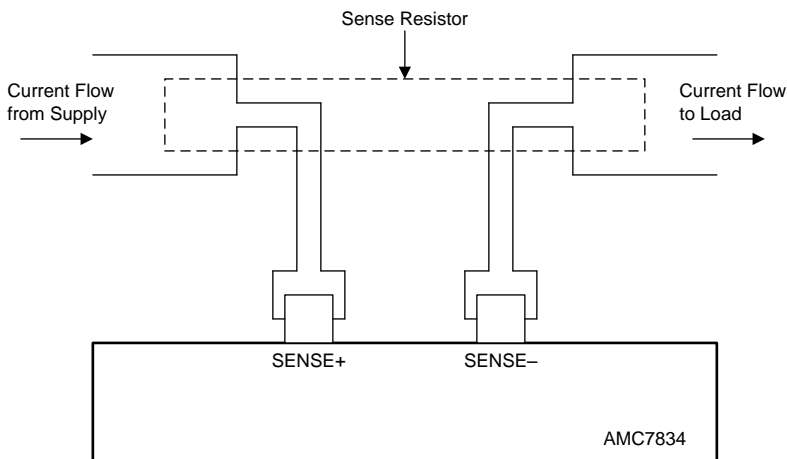 Sense Resistor
Current Flow
from Supply
Current Flow
to Load
SENSE+
SENSE–
AMC7834